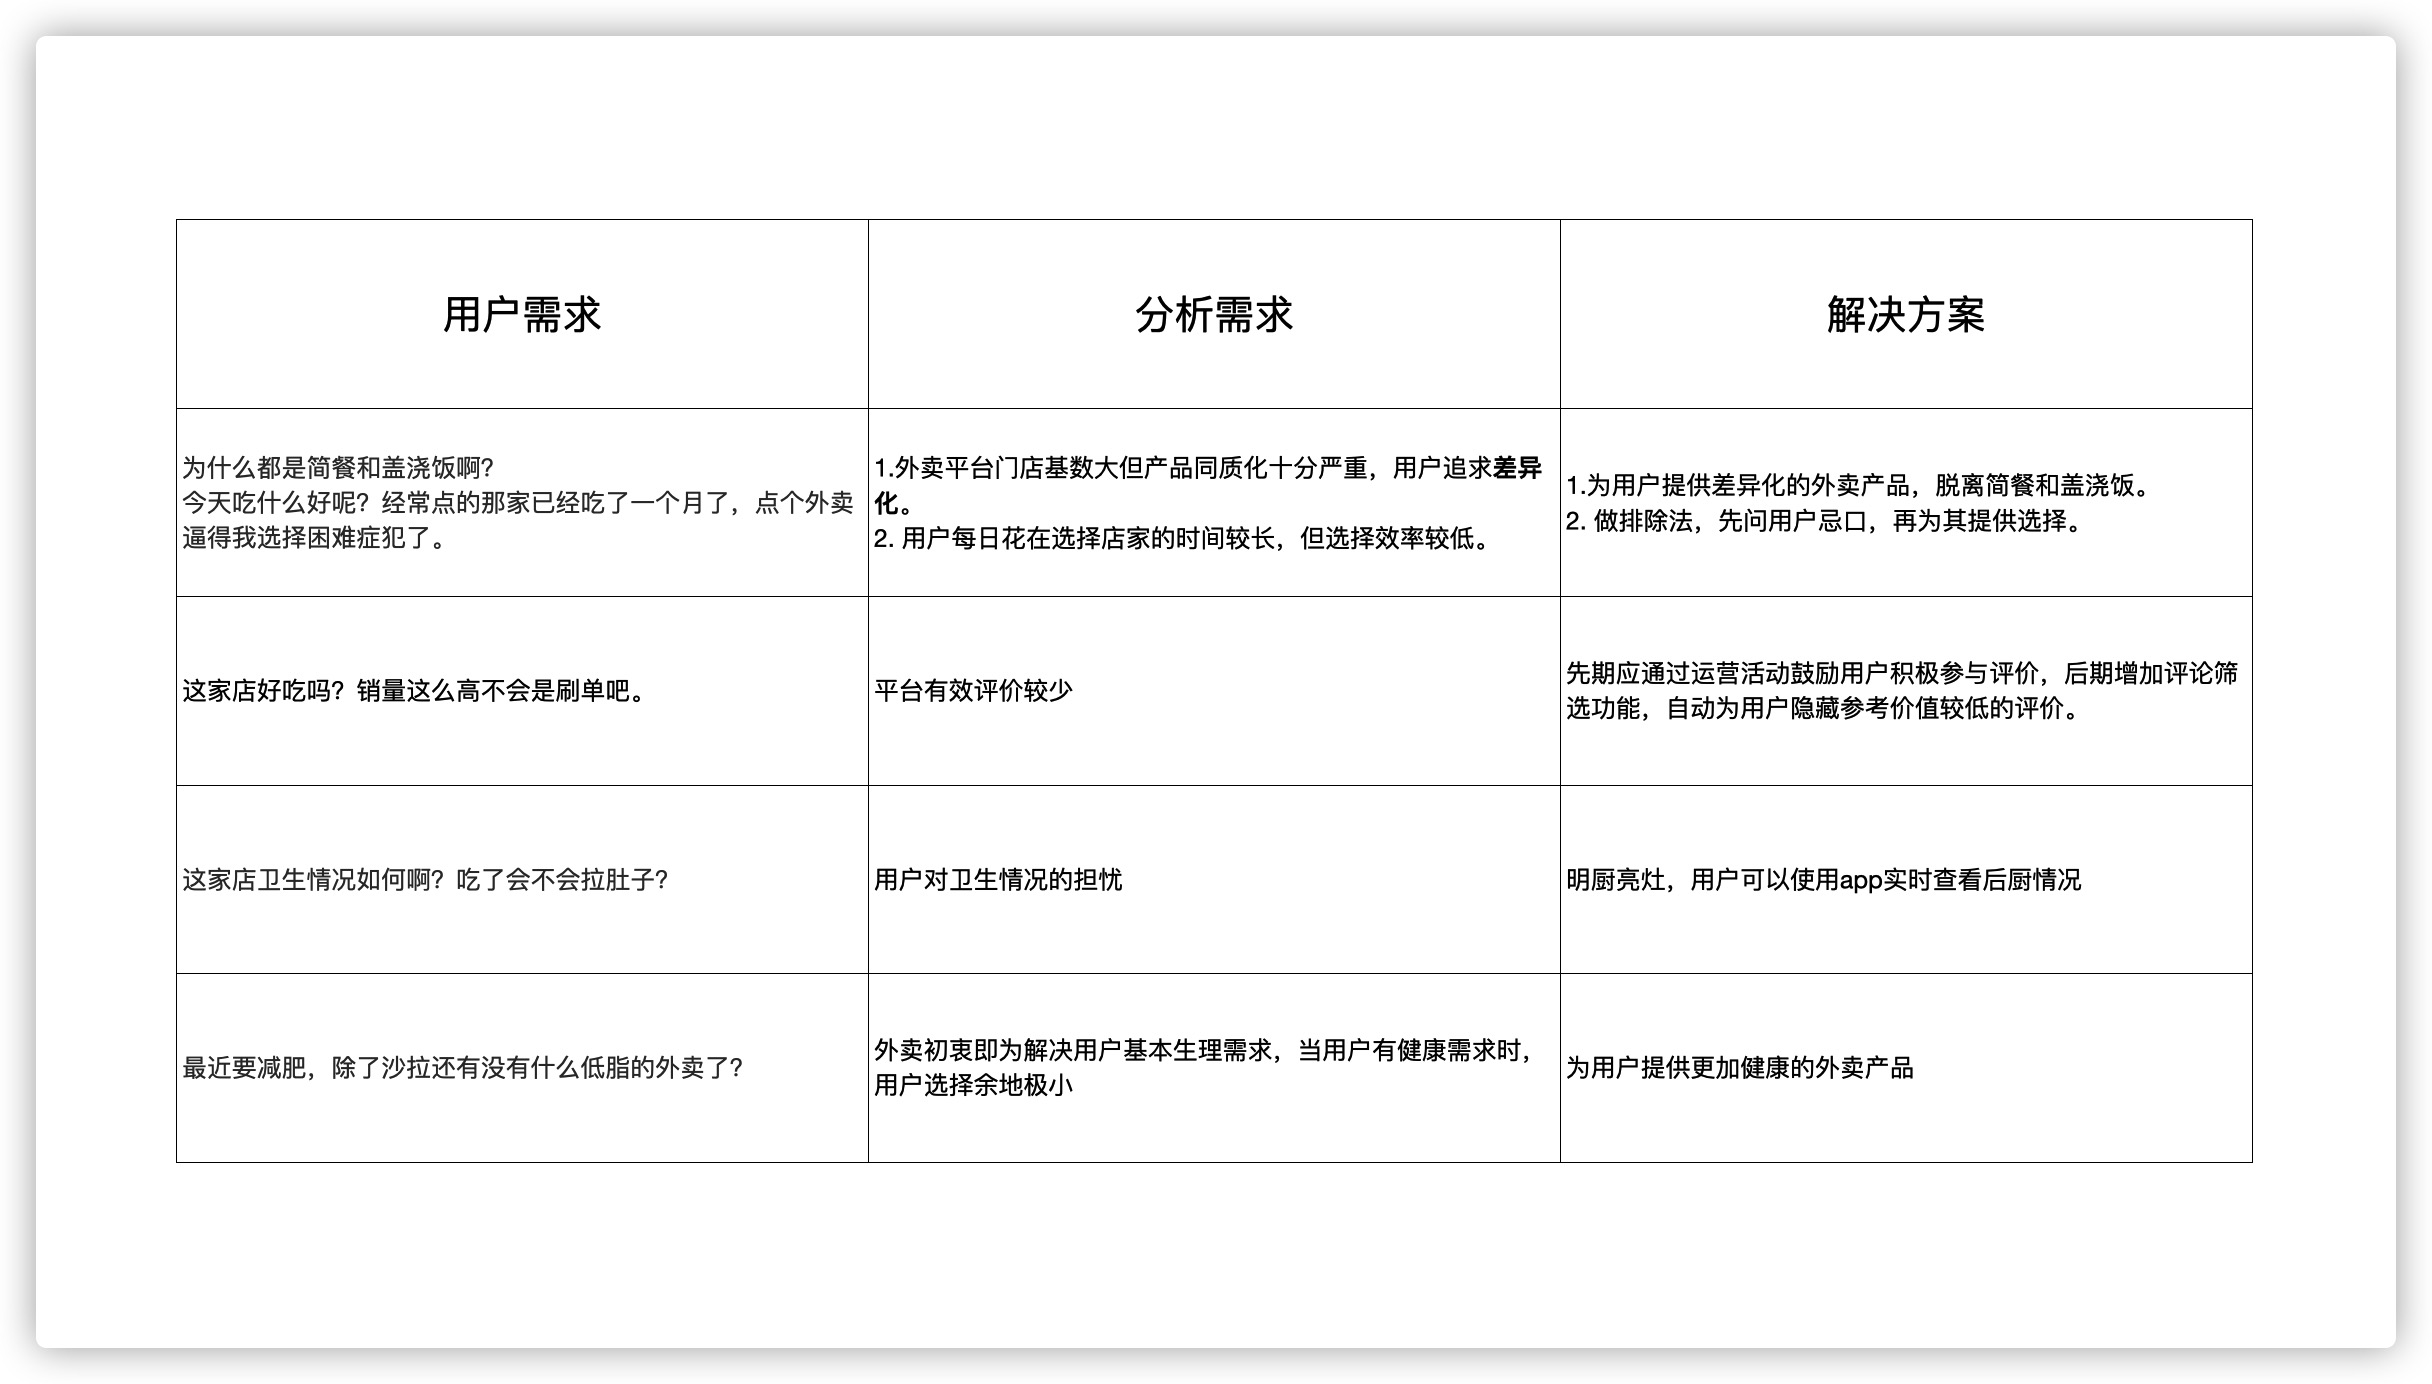 用户需求
分析需求
解决方案
为什么都是简餐和盖浇饭啊？
今天吃什么好呢？经常点的那家已经吃了一个月了，点个外卖
逼得我选择困难症犯了。
1.外卖平台门店基数大但产品同质化十分严重，用户追求差异
化。
2. 用户每日花在选择店家的时间较长，但选择效率较低。
1.为用户提供差异化的外卖产品，脱离简餐和盖浇饭。
2. 做排除法，先问用户忌口，再为其提供选择。
这家店好吃吗？销量这么高不会是刷单吧。
平台有效评价较少
先期应通过运营活动鼓励用户积极参与评价，后期增加评论筛
选功能，自动为用户隐藏参考价值较低的评价。
这家店卫生情况如何啊？吃了会不会拉肚子？
用户对卫生情况的担忧
明厨亮灶，用户可以使用app实时查看后厨情况
最近要减肥，除了沙拉还有没有什么低脂的外卖了？
外卖初衷即为解决用户基本生理需求，当用户有健康需求时，
用户选择余地极小
为用户提供更加健康的外卖产品